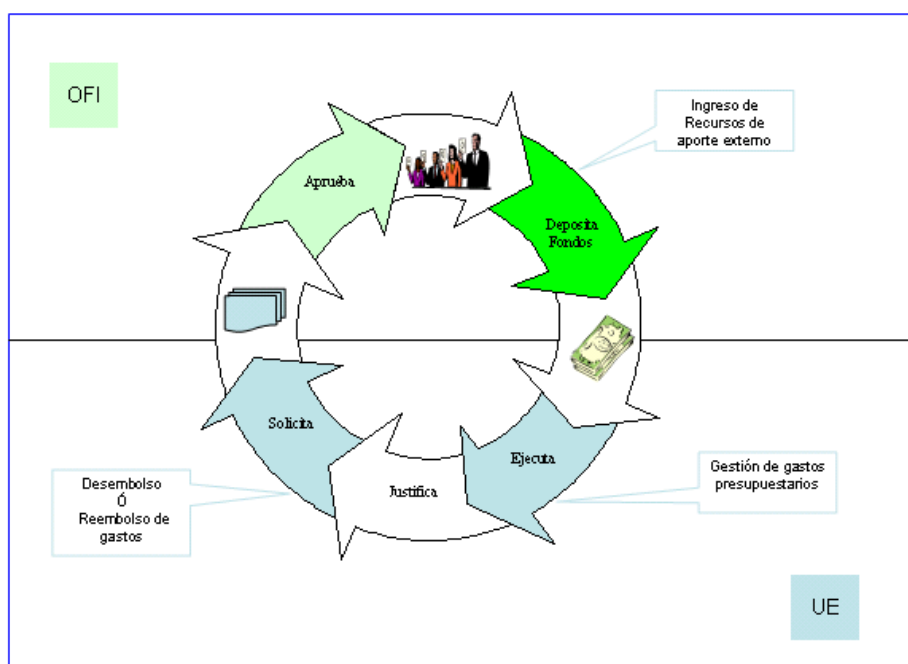 OFI
Ingreso de
Recursos de
aporte externo
Aprueba
Deposita
Fondos
Solicita
Ejecuta
Justifica
Gestión de gastos
presupuestarios
Desembolso
Ó
Reembolso de
gastos
UE